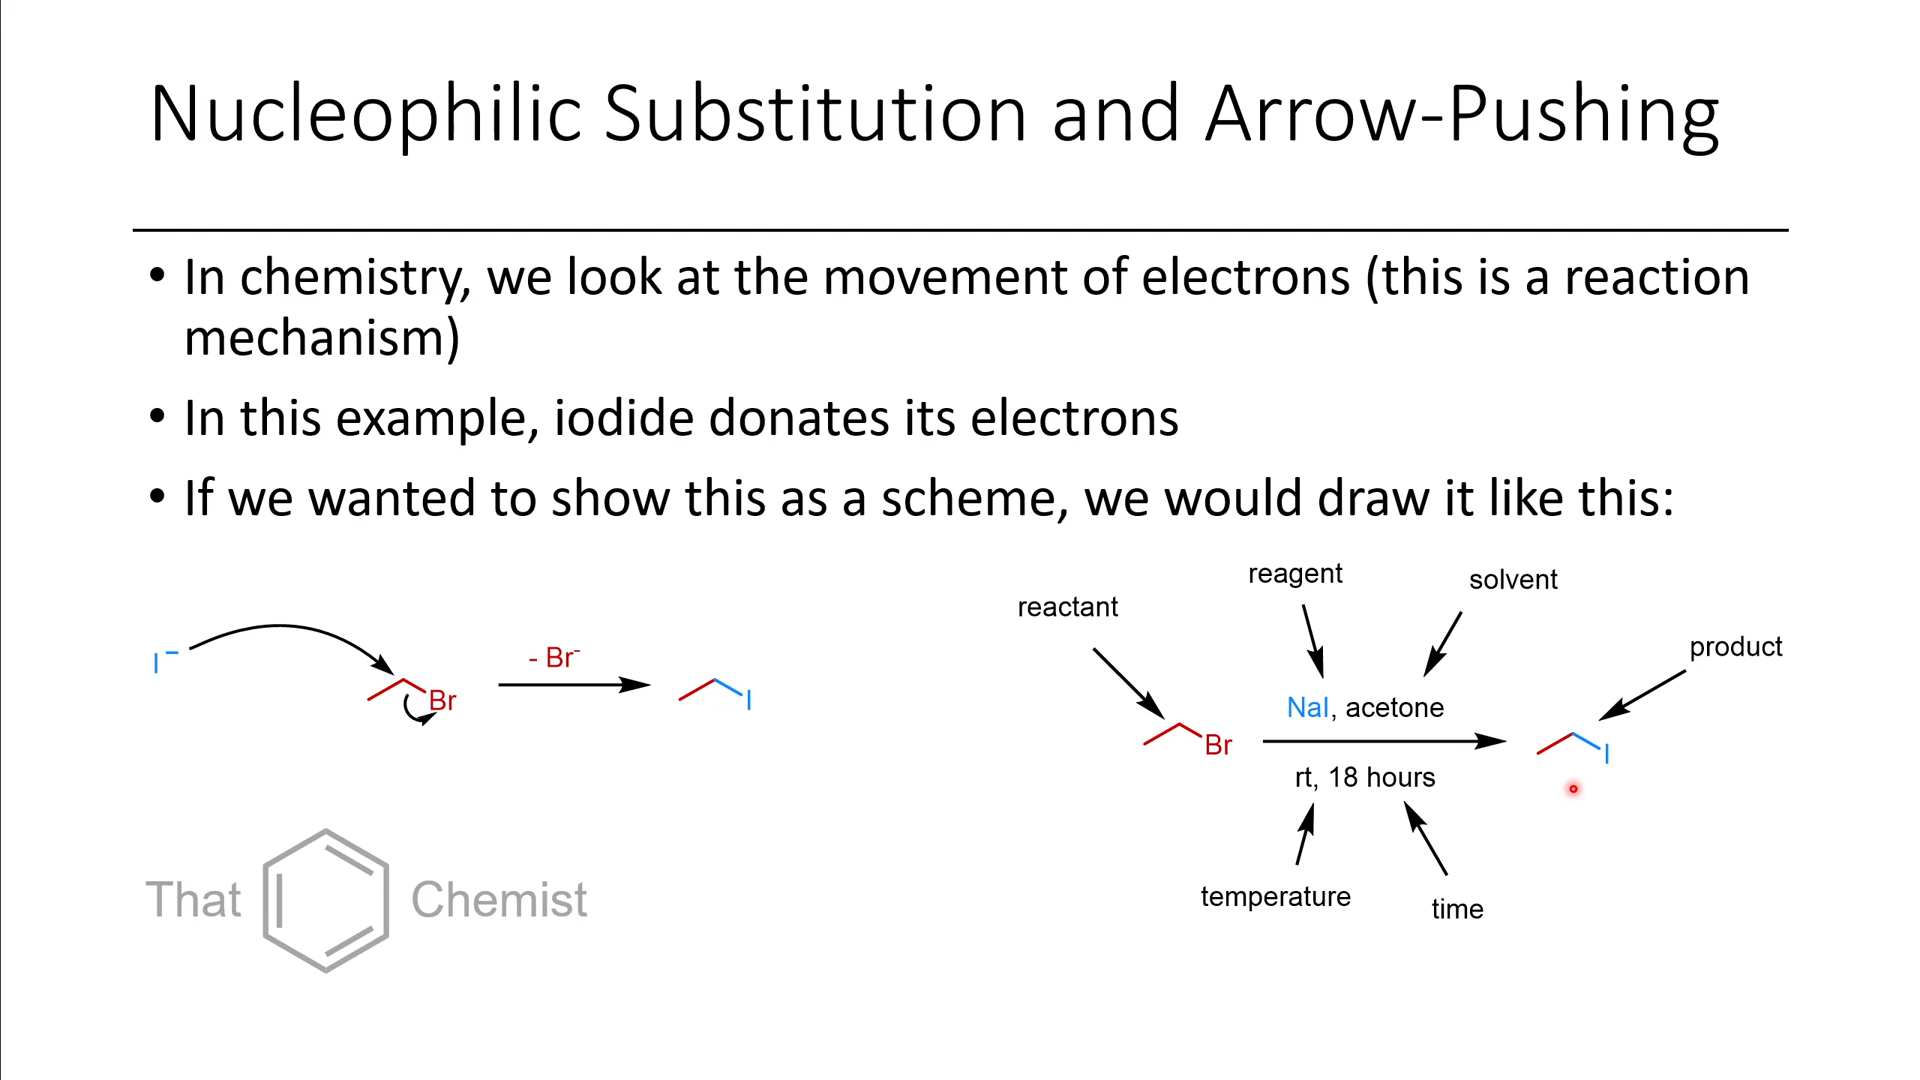 Nucleophilic Substitution and Arrow-Pushing
• In chemistry, we look at the movement of electrons (this is a reaction
mechanism)
• In this example, iodide donates its electrons
• If we wanted to show this as a scheme, we would draw it like this:
I⁻
Br
- Br⁻
I
reactant
reagent
solvent
product
Br
NaI, acetone
rt, 18 hours
I
temperature
time
That Chemist